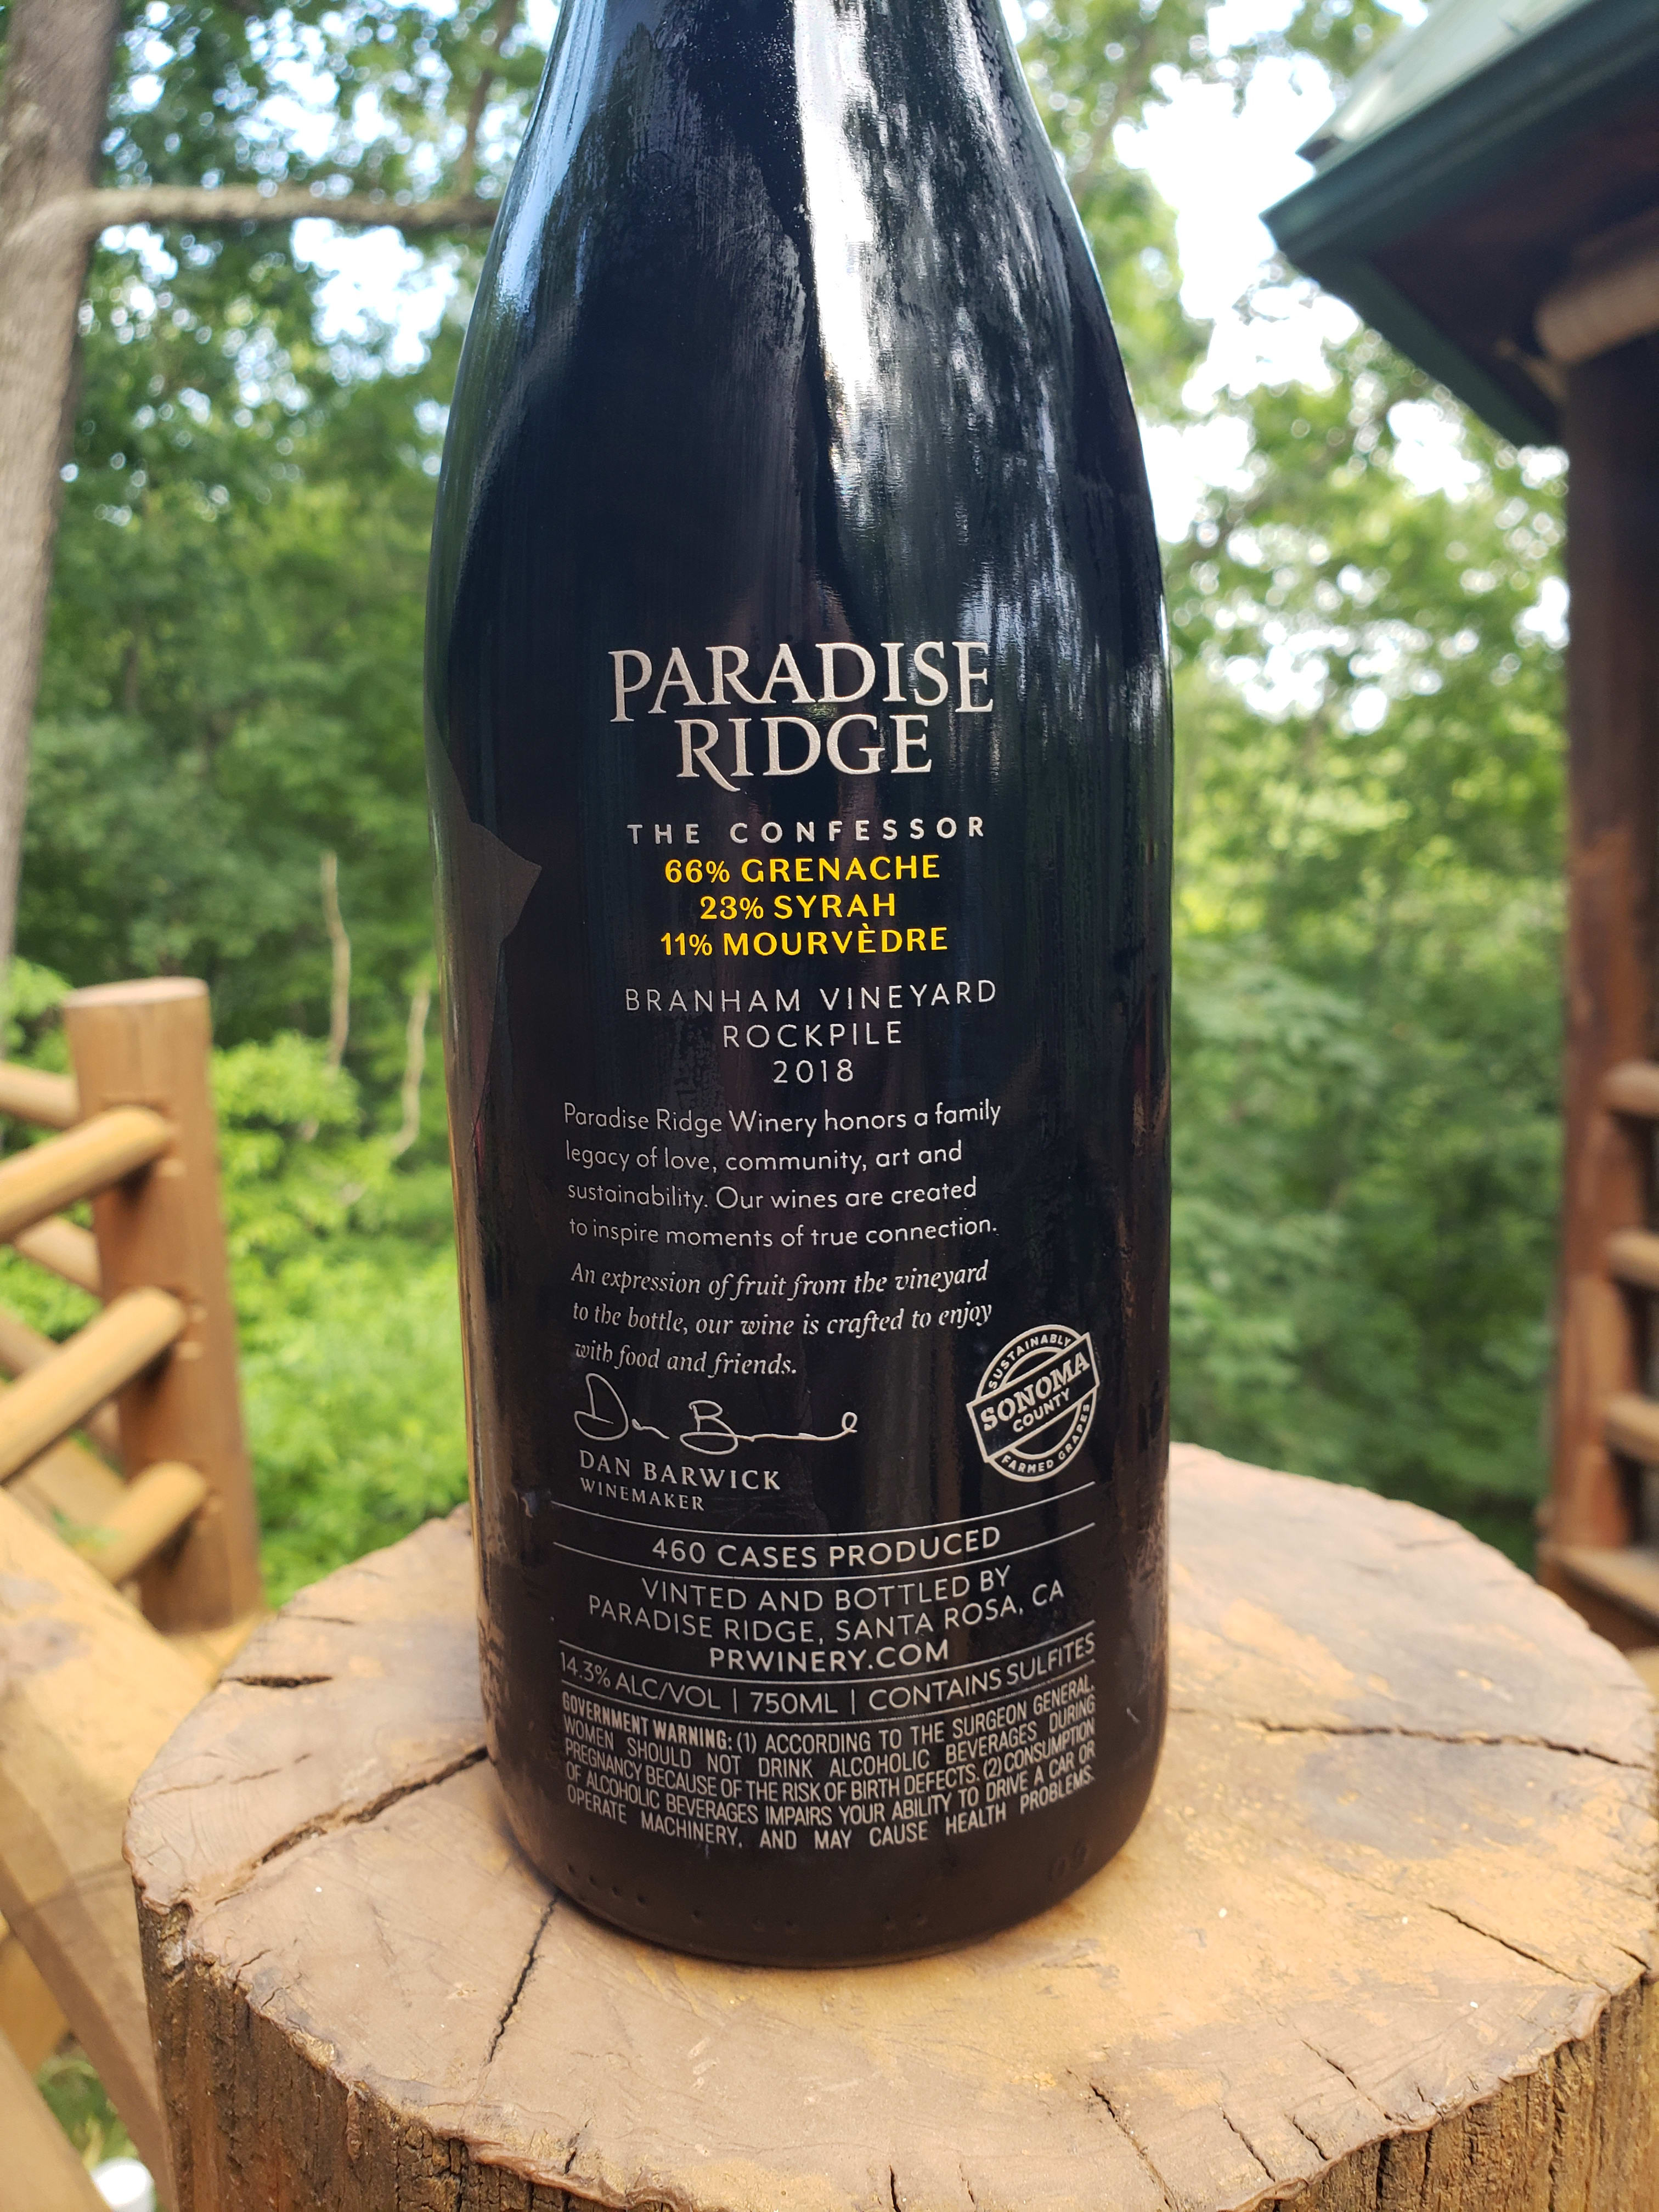 PARADISE
RIDGE
THE CONFESSOR
66% GRENACHE
23% SYRAH
11% MOURVÈDRE
BRANHAM VINEYARD
ROCKPILE
2018
Paradise Ridge Winery honors a family
legacy of love, community, art and
sustainability. Our wines are created
to inspire moments of true connection.
An expression of fruit from the vineyard
to the bottle, our wine is crafted to enjoy
with food and friends.
SUSTAINABLY
SONOMA
COUNTY
FARMED GRAPES
Dan B
DAN BARWICK
WINEMAKER
460 CASES PRODUCED
VINTED AND BOTTLED BY
PARADISE RIDGE, SANTA ROSA, CA
PRWINERY.COM
14.3% ALC/VOL | 750ML | CONTAINS SULFITES
GOVERNMENT WARNING: (1) ACCORDING TO THE SURGEON GENERAL,
WOMEN SHOULD NOT DRINK ALCOHOLIC BEVERAGES DURING
PREGNANCY BECAUSE OF THE RISK OF BIRTH DEFECTS. (2) CONSUMPTION
OF ALCOHOLIC BEVERAGES IMPAIRS YOUR ABILITY TO DRIVE A CAR OR
OPERATE MACHINERY, AND MAY CAUSE HEALTH PROBLEMS.